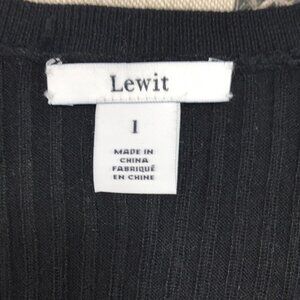 Lewit
1
MADE IN
CHINA
FABRIQUÉ
EN CHINE